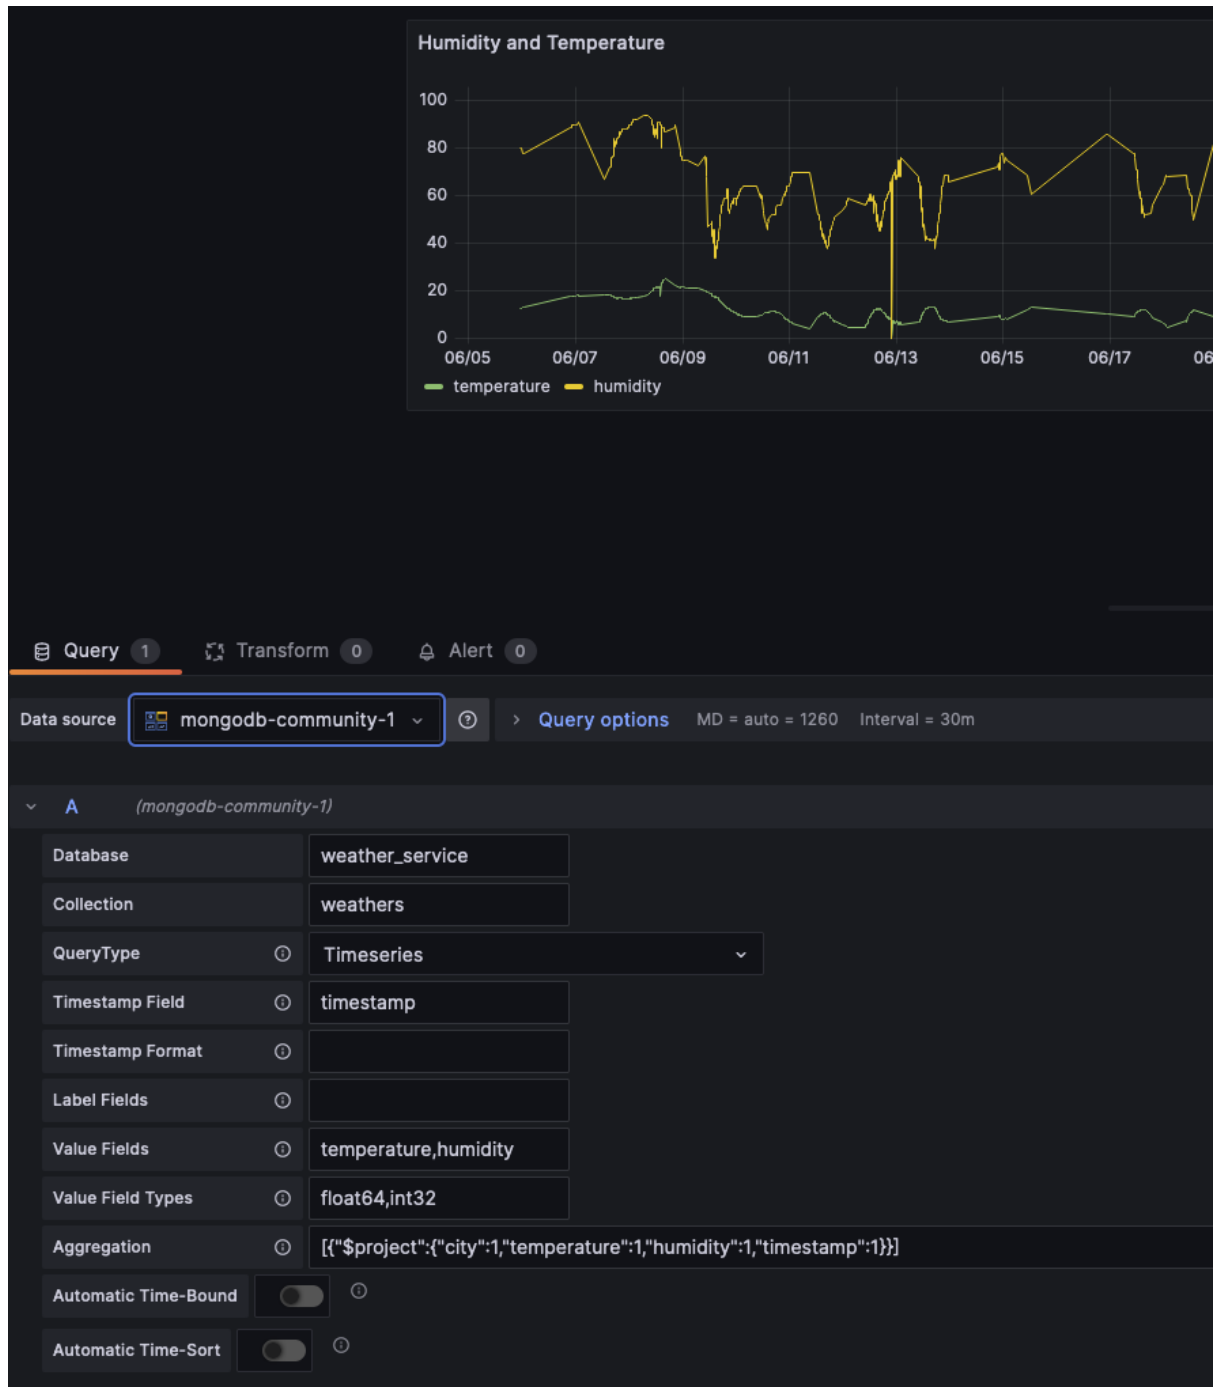 Humidity and Temperature
100
80
60
40
20
0
06/05 06/07 06/09 06/11 06/13 06/15 06/17 06
temperature humidity
Query 1 Transform 0 Alert 0
Data source mongodb-community-1 Query options MD = auto = 1260 Interval = 30m
A (mongodb-community-1)
Database weather_service
Collection weathers
QueryType Timeseries
Timestamp Field timestamp
Timestamp Format
Label Fields
Value Fields temperature,humidity
Value Field Types float64,int32
Aggregation [{"$project":{"city":1,"temperature":1,"humidity":1,"timestamp":1}}]
Automatic Time-Bound
Automatic Time-Sort